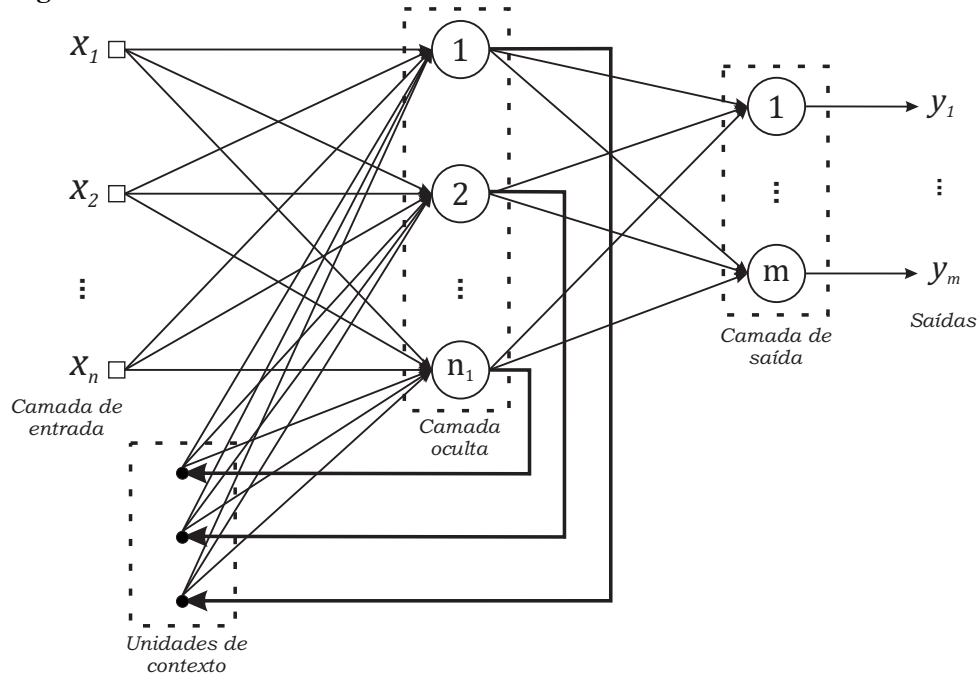 x₁
x₂
⋮
xₙ
Camada de
entrada
1
2
⋮
n₁
Camada
oculta
1
⋮
m
Camada de
saída
y₁
⋮
yₘ
Saídas
Unidades de
contexto